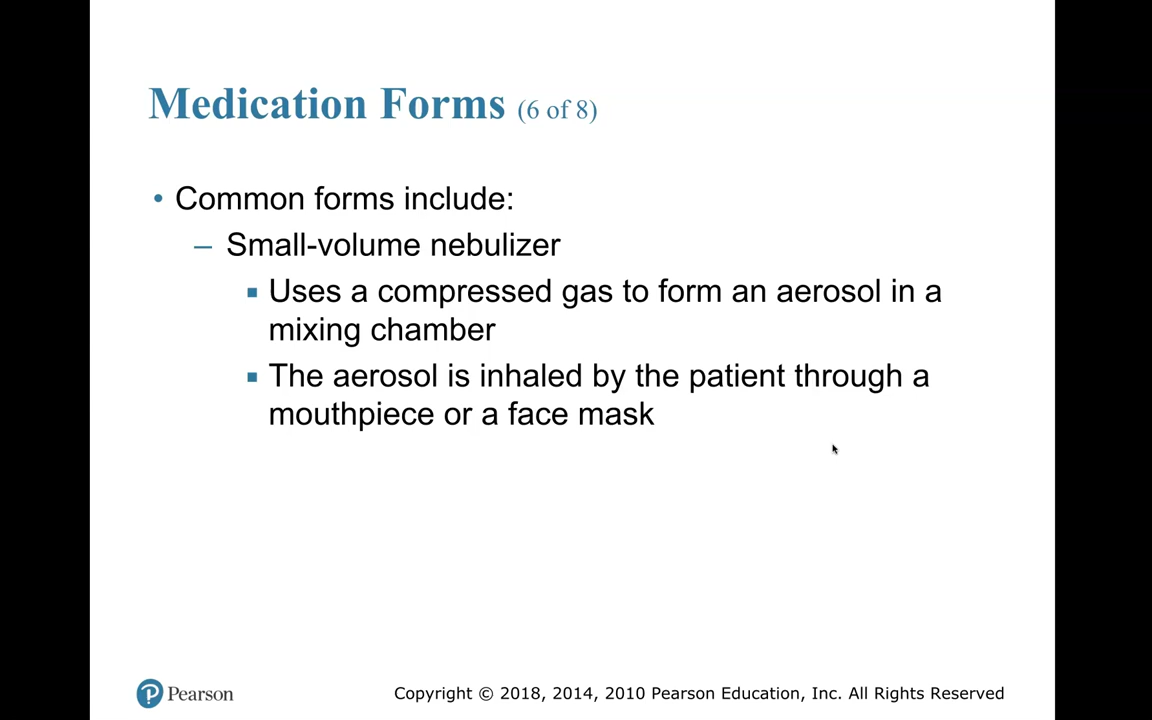 Medication Forms (6 of 8)
• Common forms include:
– Small-volume nebulizer
▪ Uses a compressed gas to form an aerosol in a
mixing chamber
▪ The aerosol is inhaled by the patient through a
mouthpiece or a face mask
Pearson
Copyright © 2018, 2014, 2010 Pearson Education, Inc. All Rights Reserved